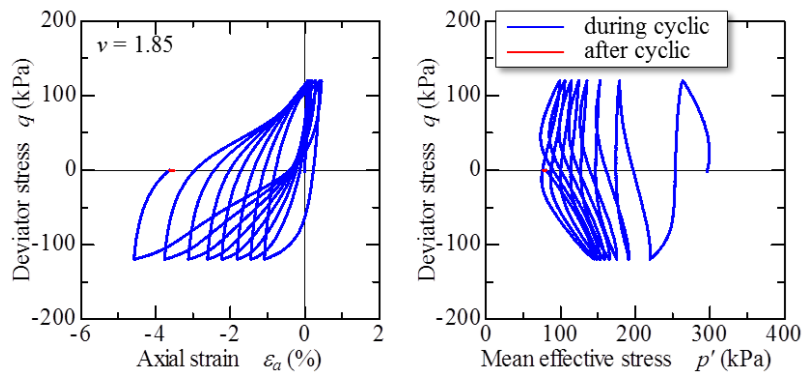 200
100
0
-100
-200
Deviator stress q (kPa)
v = 1.85
-6 -4 -2 0 2
Axial strain εa (%)
during cyclic
after cyclic
200
100
0
-100
-200
Deviator stress q (kPa)
0 100 200 300 400
Mean effective stress p' (kPa)